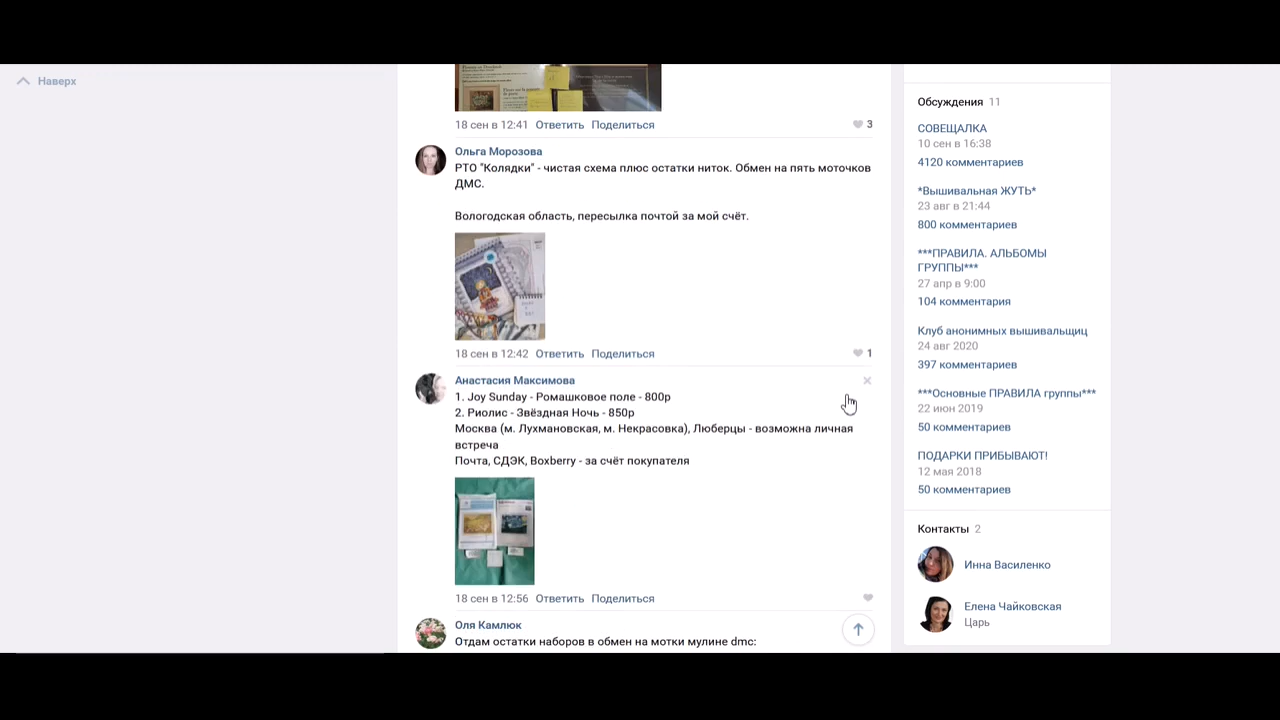 Наверх
18 сен в 12:41 Ответить Поделиться 3
Ольга Морозова
РТО "Колядки" - чистая схема плюс остатки ниток. Обмен на пять моточков
ДМС.
Вологодская область, пересылка почтой за мой счёт.
18 сен в 12:42 Ответить Поделиться 1
Анастасия Максимова
1. Joy Sunday - Ромашковое поле - 800р
2. Риолис - Звёздная Ночь - 850р
Москва (м. Лухмановская, м. Некрасовка), Люберцы - возможна личная
встреча
Почта, СДЭК, Boxberry - за счёт покупателя
18 сен в 12:56 Ответить Поделиться
Оля Камлюк
Отдам остатки наборов в обмен на мотки мулине dmc:
Обсуждения 11
СОВЕЩАЛКА
10 сен в 16:38
4120 комментариев
*Вышивальная ЖУТЬ*
23 авг в 21:44
800 комментариев
***ПРАВИЛА. АЛЬБОМЫ
ГРУППЫ***
27 апр в 9:00
104 комментария
Клуб анонимных вышивальщиц
24 авг 2020
397 комментариев
***Основные ПРАВИЛА группы***
22 июн 2019
50 комментариев
ПОДАРКИ ПРИБЫВАЮТ!
12 мая 2018
50 комментариев
Контакты 2
Инна Василенко
Елена Чайковская
Царь